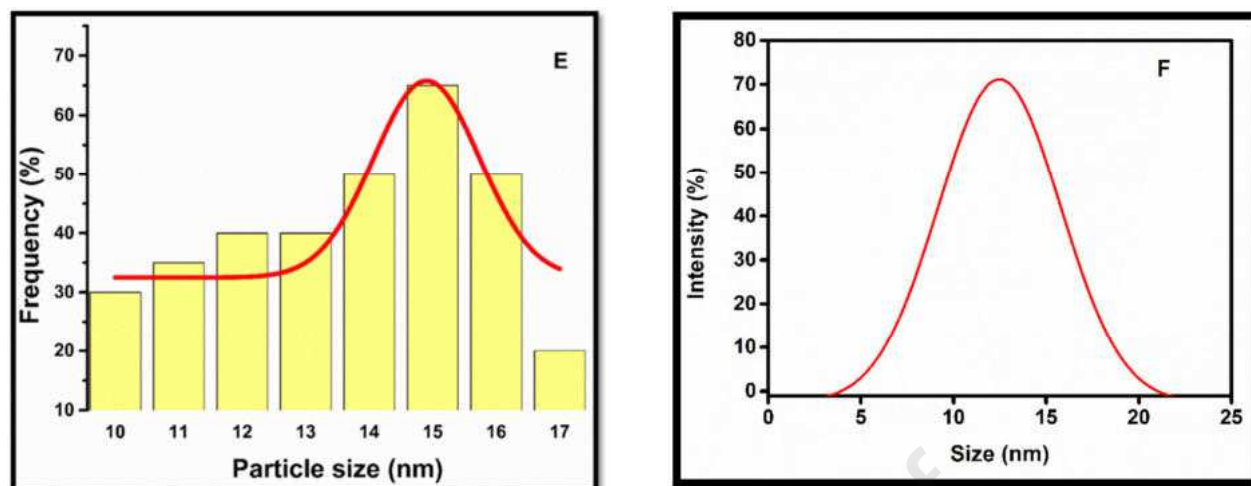 E
Frequency (%)
70
60
50
40
30
20
10
10 11 12 13 14 15 16 17
Particle size (nm)
F
Intensity (%)
80
70
60
50
40
30
20
10
0
0 5 10 15 20 25
Size (nm)
c